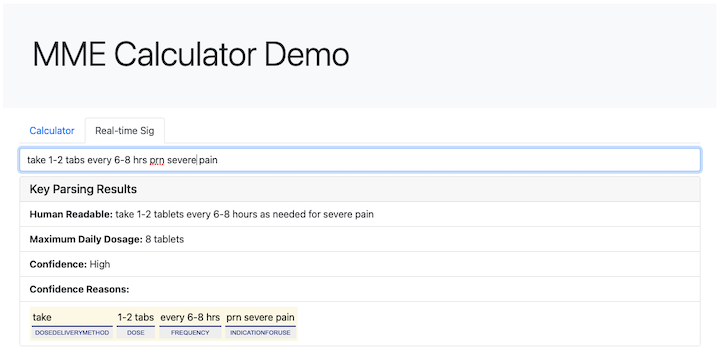 MME Calculator Demo
Calculator Real-time Sig
take 1-2 tabs every 6-8 hrs prn severe pain
Key Parsing Results
Human Readable: take 1-2 tablets every 6-8 hours as needed for severe pain
Maximum Daily Dosage: 8 tablets
Confidence: High
Confidence Reasons:
take 1-2 tabs every 6-8 hrs prn severe pain
DOSEDELIVERYMETHOD DOSE FREQUENCY INDICATIONFORUSE